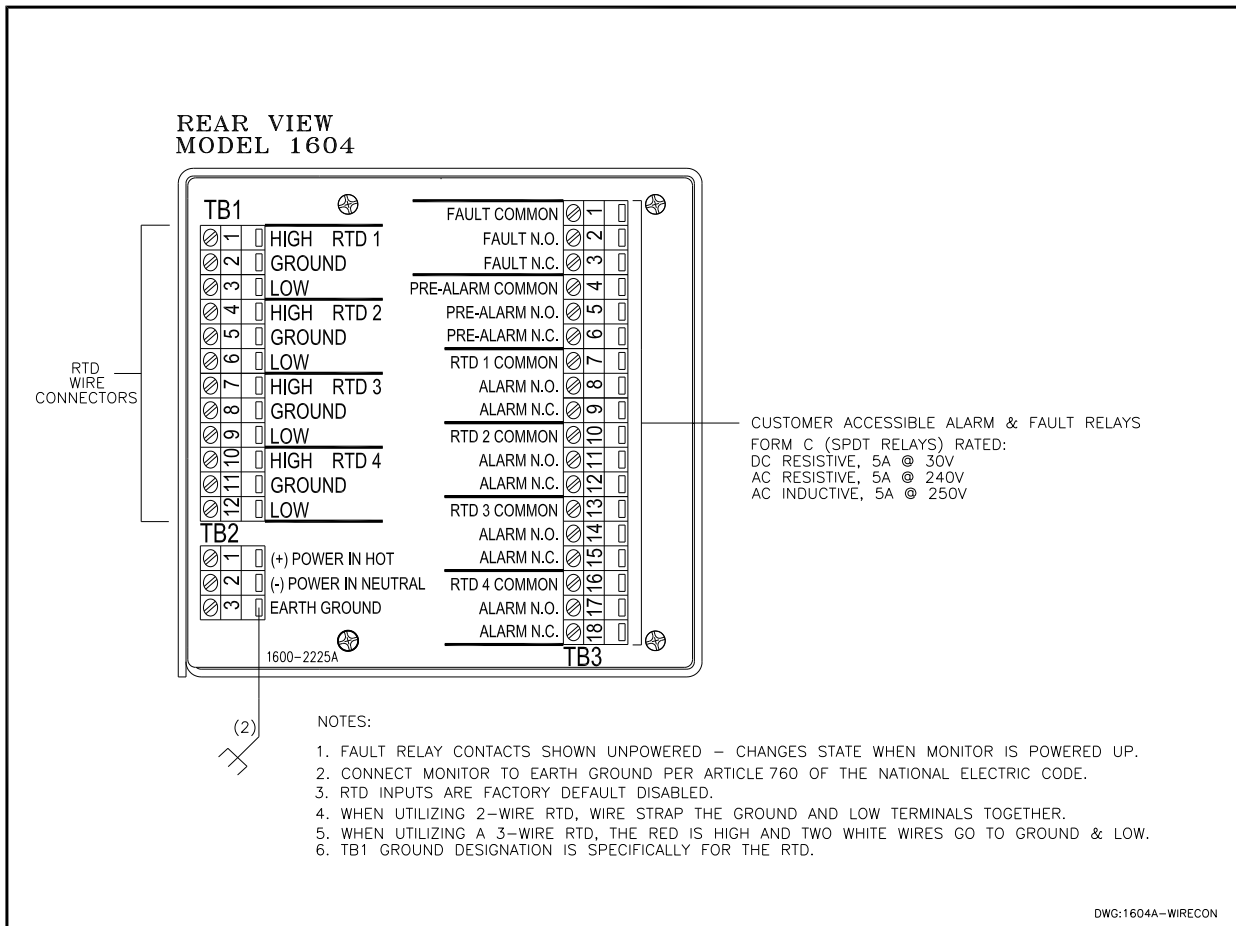 REAR VIEW
MODEL 1604
TB1
1 HIGH RTD 1
2 GROUND
3 LOW
4 HIGH RTD 2
5 GROUND
6 LOW
7 HIGH RTD 3
8 GROUND
9 LOW
10 HIGH RTD 4
11 GROUND
12 LOW
RTD
WIRE
CONNECTORS
TB2
1 (+) POWER IN HOT
2 (-) POWER IN NEUTRAL
3 EARTH GROUND
1600-2225A
(2)
FAULT COMMON 1
FAULT N.O. 2
FAULT N.C. 3
PRE-ALARM COMMON 4
PRE-ALARM N.O. 5
PRE-ALARM N.C. 6
RTD 1 COMMON 7
ALARM N.O. 8
ALARM N.C. 9
RTD 2 COMMON 10
ALARM N.O. 11
ALARM N.C. 12
RTD 3 COMMON 13
ALARM N.O. 14
ALARM N.C. 15
RTD 4 COMMON 16
ALARM N.O. 17
ALARM N.C. 18
TB3
CUSTOMER ACCESSIBLE ALARM & FAULT RELAYS
FORM C (SPDT RELAYS) RATED:
DC RESISTIVE, 5A @ 30V
AC RESISTIVE, 5A @ 240V
AC INDUCTIVE, 5A @ 250V
NOTES:
1. FAULT RELAY CONTACTS SHOWN UNPOWERED – CHANGES STATE WHEN MONITOR IS POWERED UP.
2. CONNECT MONITOR TO EARTH GROUND PER ARTICLE 760 OF THE NATIONAL ELECTRIC CODE.
3. RTD INPUTS ARE FACTORY DEFAULT DISABLED.
4. WHEN UTILIZING 2–WIRE RTD, WIRE STRAP THE GROUND AND LOW TERMINALS TOGETHER.
5. WHEN UTILIZING A 3–WIRE RTD, THE RED IS HIGH AND TWO WHITE WIRES GO TO GROUND & LOW.
6. TB1 GROUND DESIGNATION IS SPECIFICALLY FOR THE RTD.
DWG:1604A–WIRECON